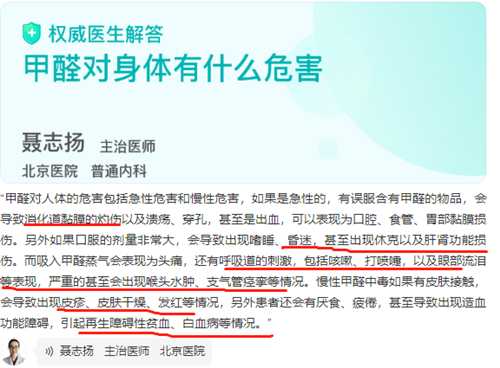 权威医生解答
甲醛对身体有什么危害
聂志扬 主治医师
北京医院 普通内科
“甲醛对人体的危害包括急性危害和慢性危害，如果是急性的，有误服含有甲醛的物品，会
导致消化道黏膜的灼伤以及溃疡、穿孔，甚至是出血，可以表现为口腔、食管、胃部黏膜损
伤。另外如果口服的剂量非常大，会导致出现嗜睡、昏迷，甚至出现休克以及肝肾功能损
伤。而吸入甲醛蒸气会表现为头痛，还有呼吸道的刺激，包括咳嗽、打喷嚏，以及眼部流泪
等表现，严重的甚至会出现喉头水肿、支气管痉挛等情况。慢性甲醛中毒如果有皮肤接触，
会导致出现皮疹、皮肤干燥、发红等情况，另外患者还会有厌食、疲倦，甚至导致出现造血
功能障碍，引起再生障碍性贫血、白血病等情况。”
聂志扬 主治医师 北京医院